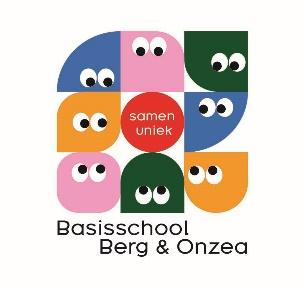 samen
uniek
Basisschool
Berg & Onzea